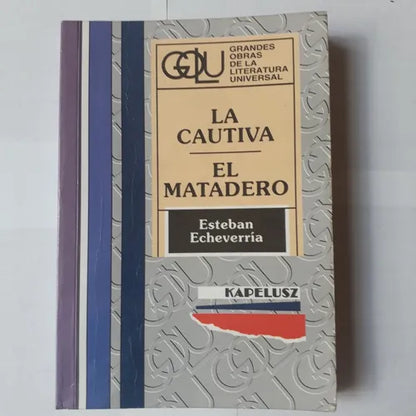 GOLU
GRANDES
OBRAS
DE LA
LITERATURA
UNIVERSAL
LA
CAUTIVA
EL
MATADERO
Esteban
Echeverría
KAPELUSZ